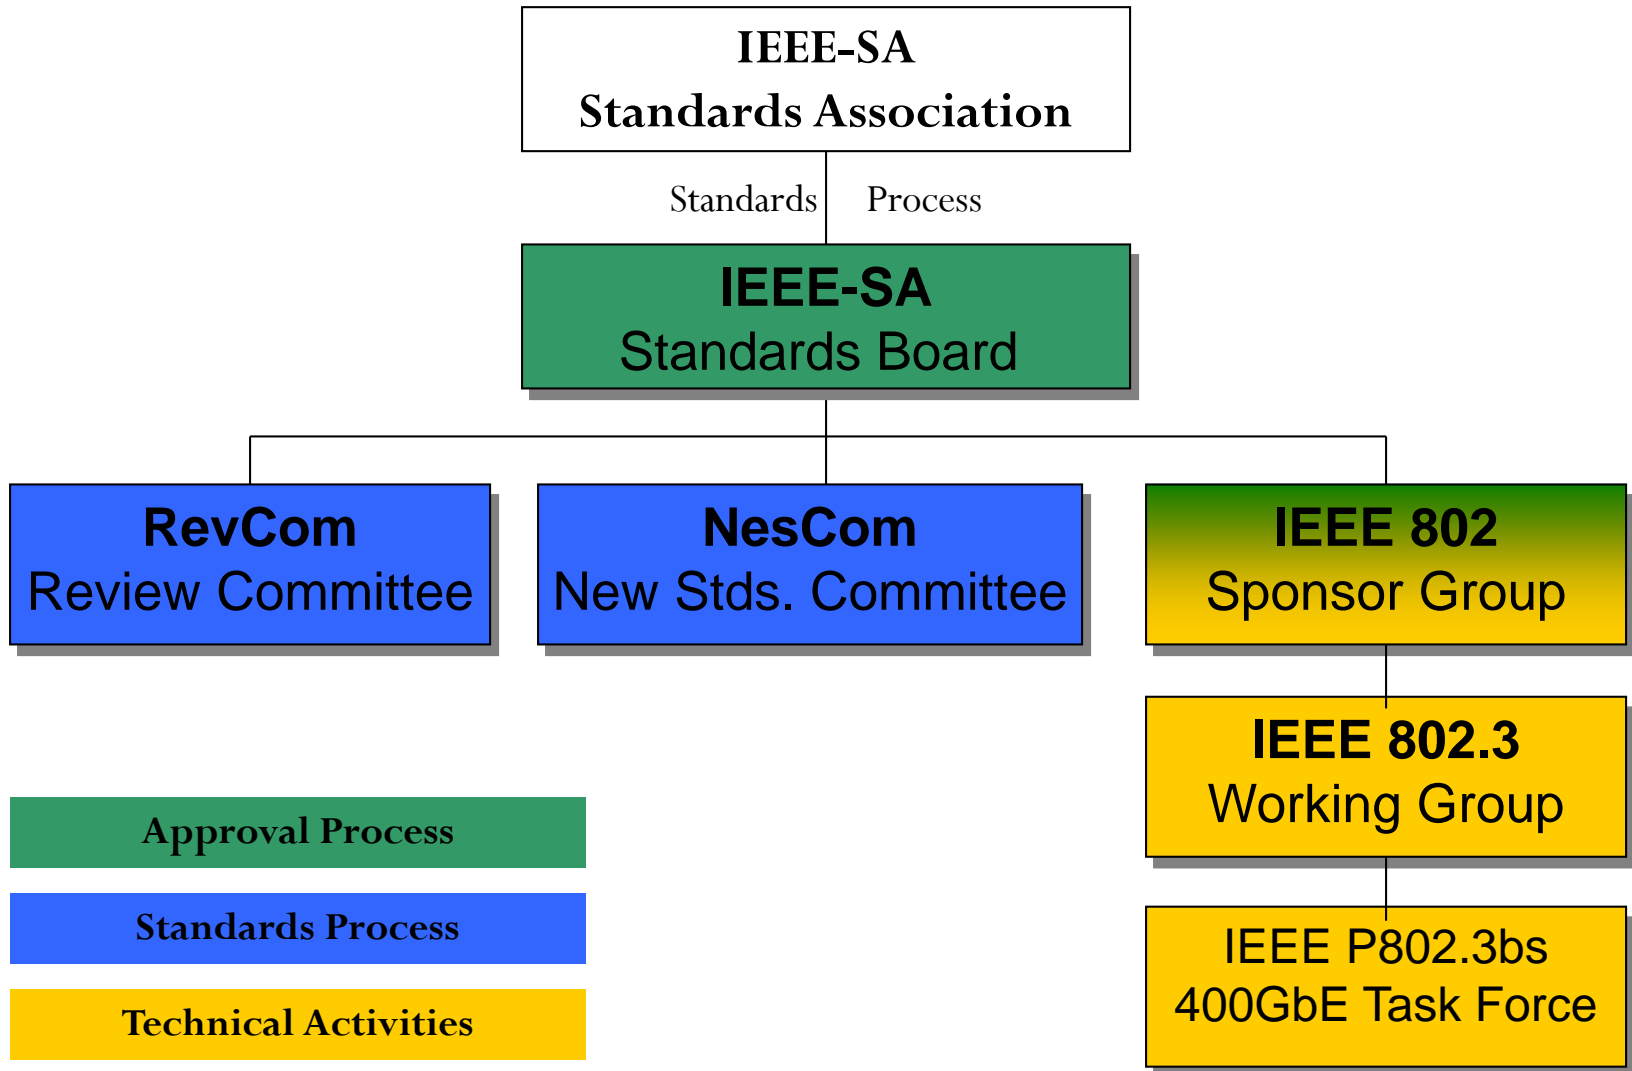 IEEE-SA
Standards Association
Standards Process
IEEE-SA
Standards Board
RevCom
Review Committee
NesCom
New Stds. Committee
IEEE 802
Sponsor Group
IEEE 802.3
Working Group
IEEE P802.3bs
400GbE Task Force
Approval Process
Standards Process
Technical Activities